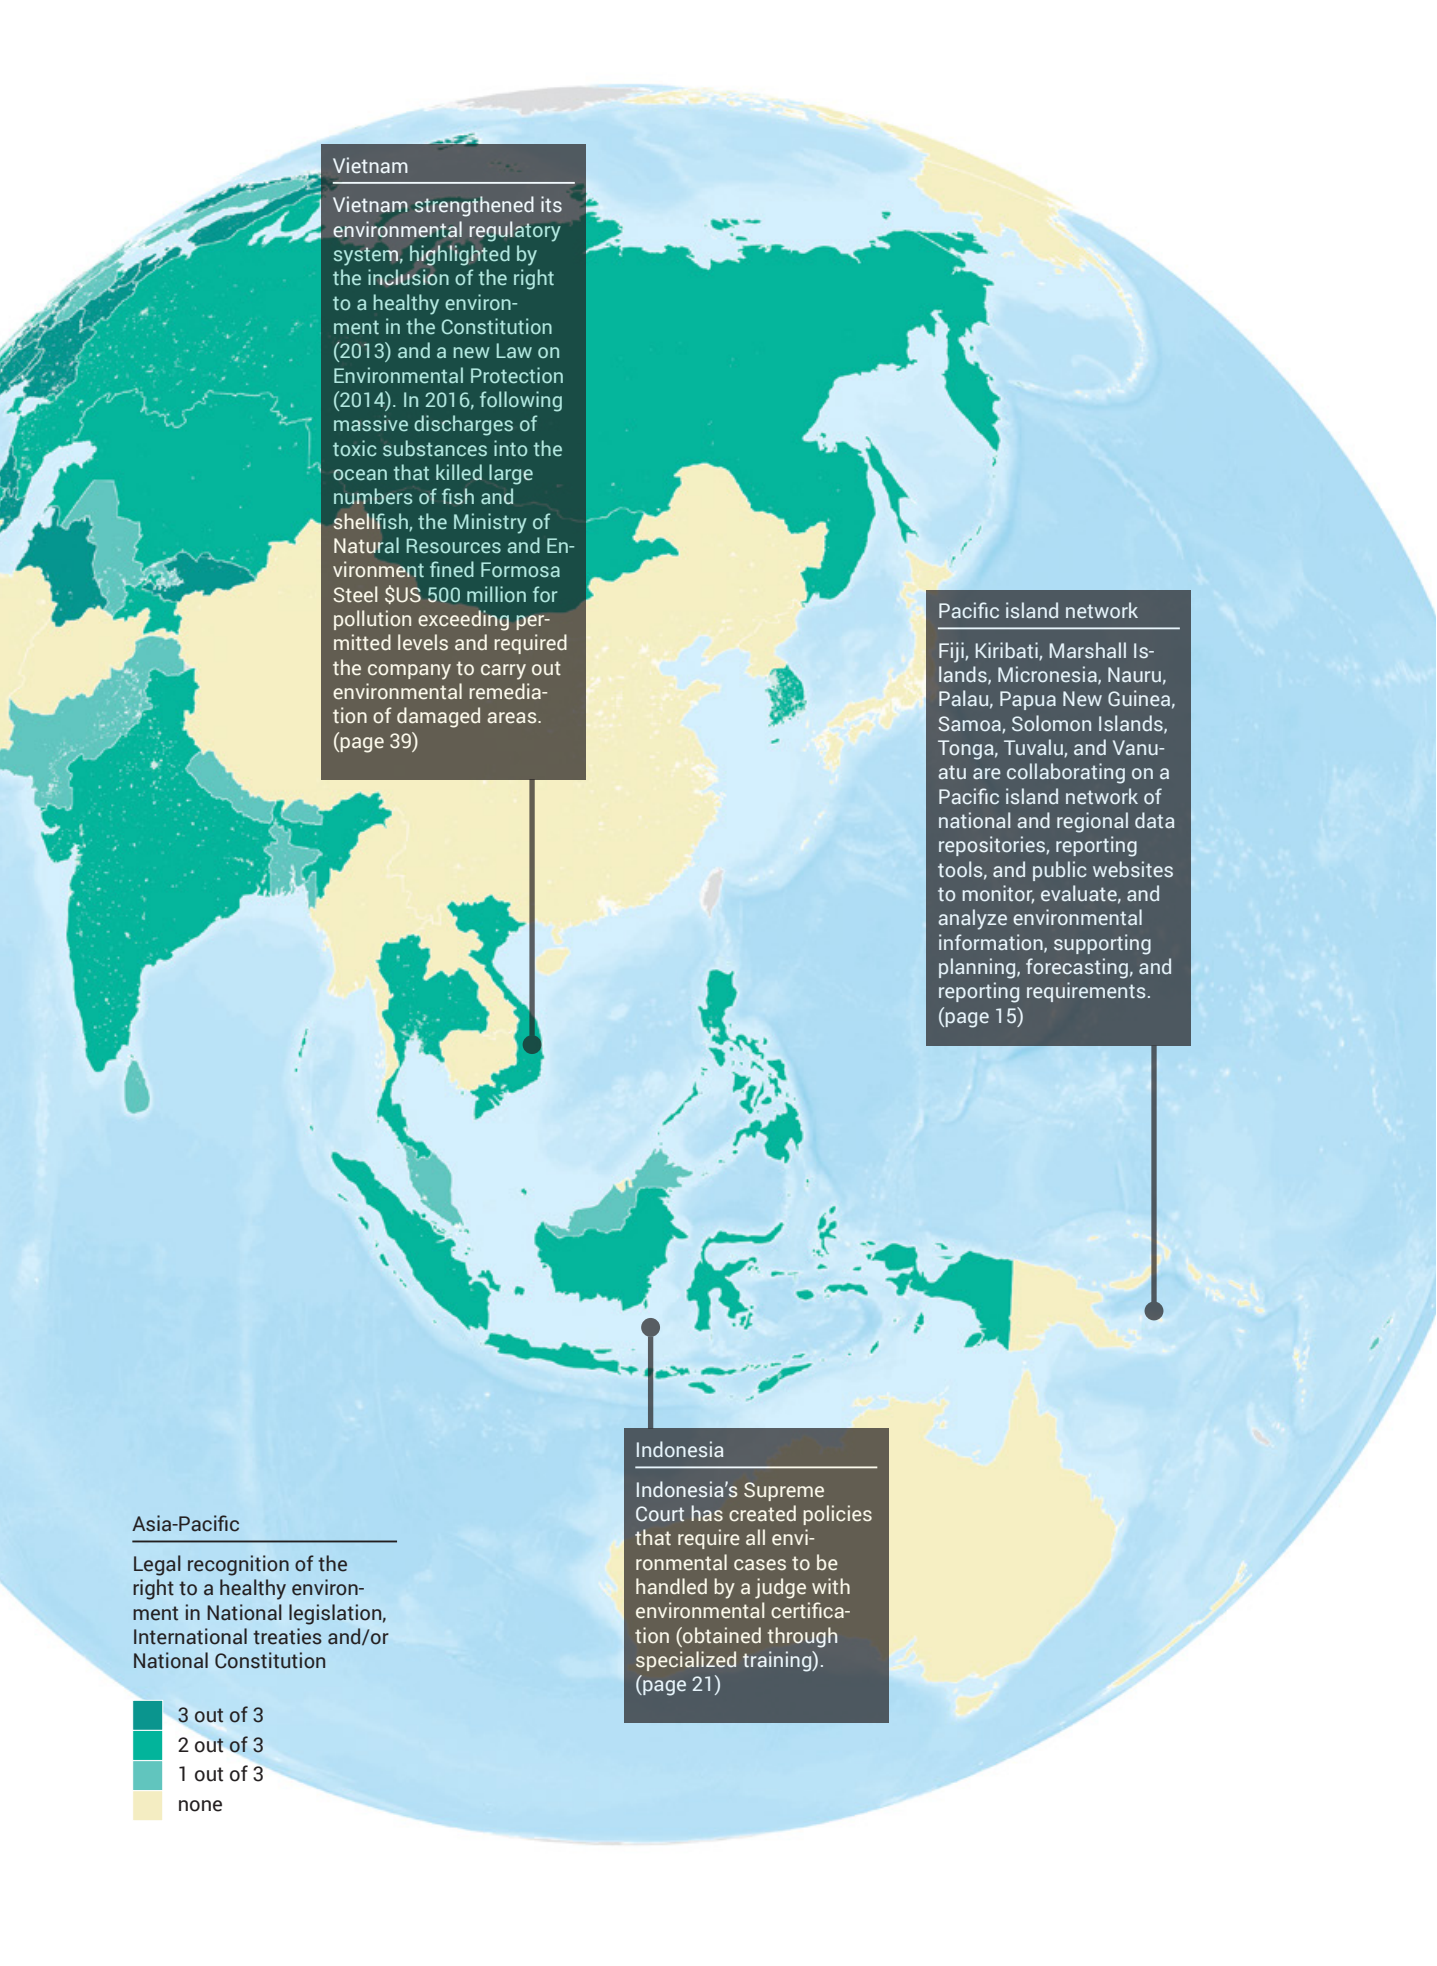 Vietnam
Vietnam strengthened its
environmental regulatory
system, highlighted by
the inclusion of the right
to a healthy environ-
ment in the Constitution
(2013) and a new Law on
Environmental Protection
(2014). In 2016, following
massive discharges of
toxic substances into the
ocean that killed large
numbers of fish and
shellfish, the Ministry of
Natural Resources and En-
vironment fined Formosa
Steel $US 500 million for
pollution exceeding per-
mitted levels and required
the company to carry out
environmental remedia-
tion of damaged areas.
(page 39)
Pacific island network
Fiji, Kiribati, Marshall Is-
lands, Micronesia, Nauru,
Palau, Papua New Guinea,
Samoa, Solomon Islands,
Tonga, Tuvalu, and Vanu-
atu are collaborating on a
Pacific island network of
national and regional data
repositories, reporting
tools, and public websites
to monitor, evaluate, and
analyze environmental
information, supporting
planning, forecasting, and
reporting requirements.
(page 15)
Indonesia
Indonesia's Supreme
Court has created policies
that require all envi-
ronmental cases to be
handled by a judge with
environmental certifica-
tion (obtained through
specialized training).
(page 21)
Asia-Pacific
Legal recognition of the
right to a healthy environ-
ment in National legislation,
International treaties and/or
National Constitution
3 out of 3
2 out of 3
1 out of 3
none